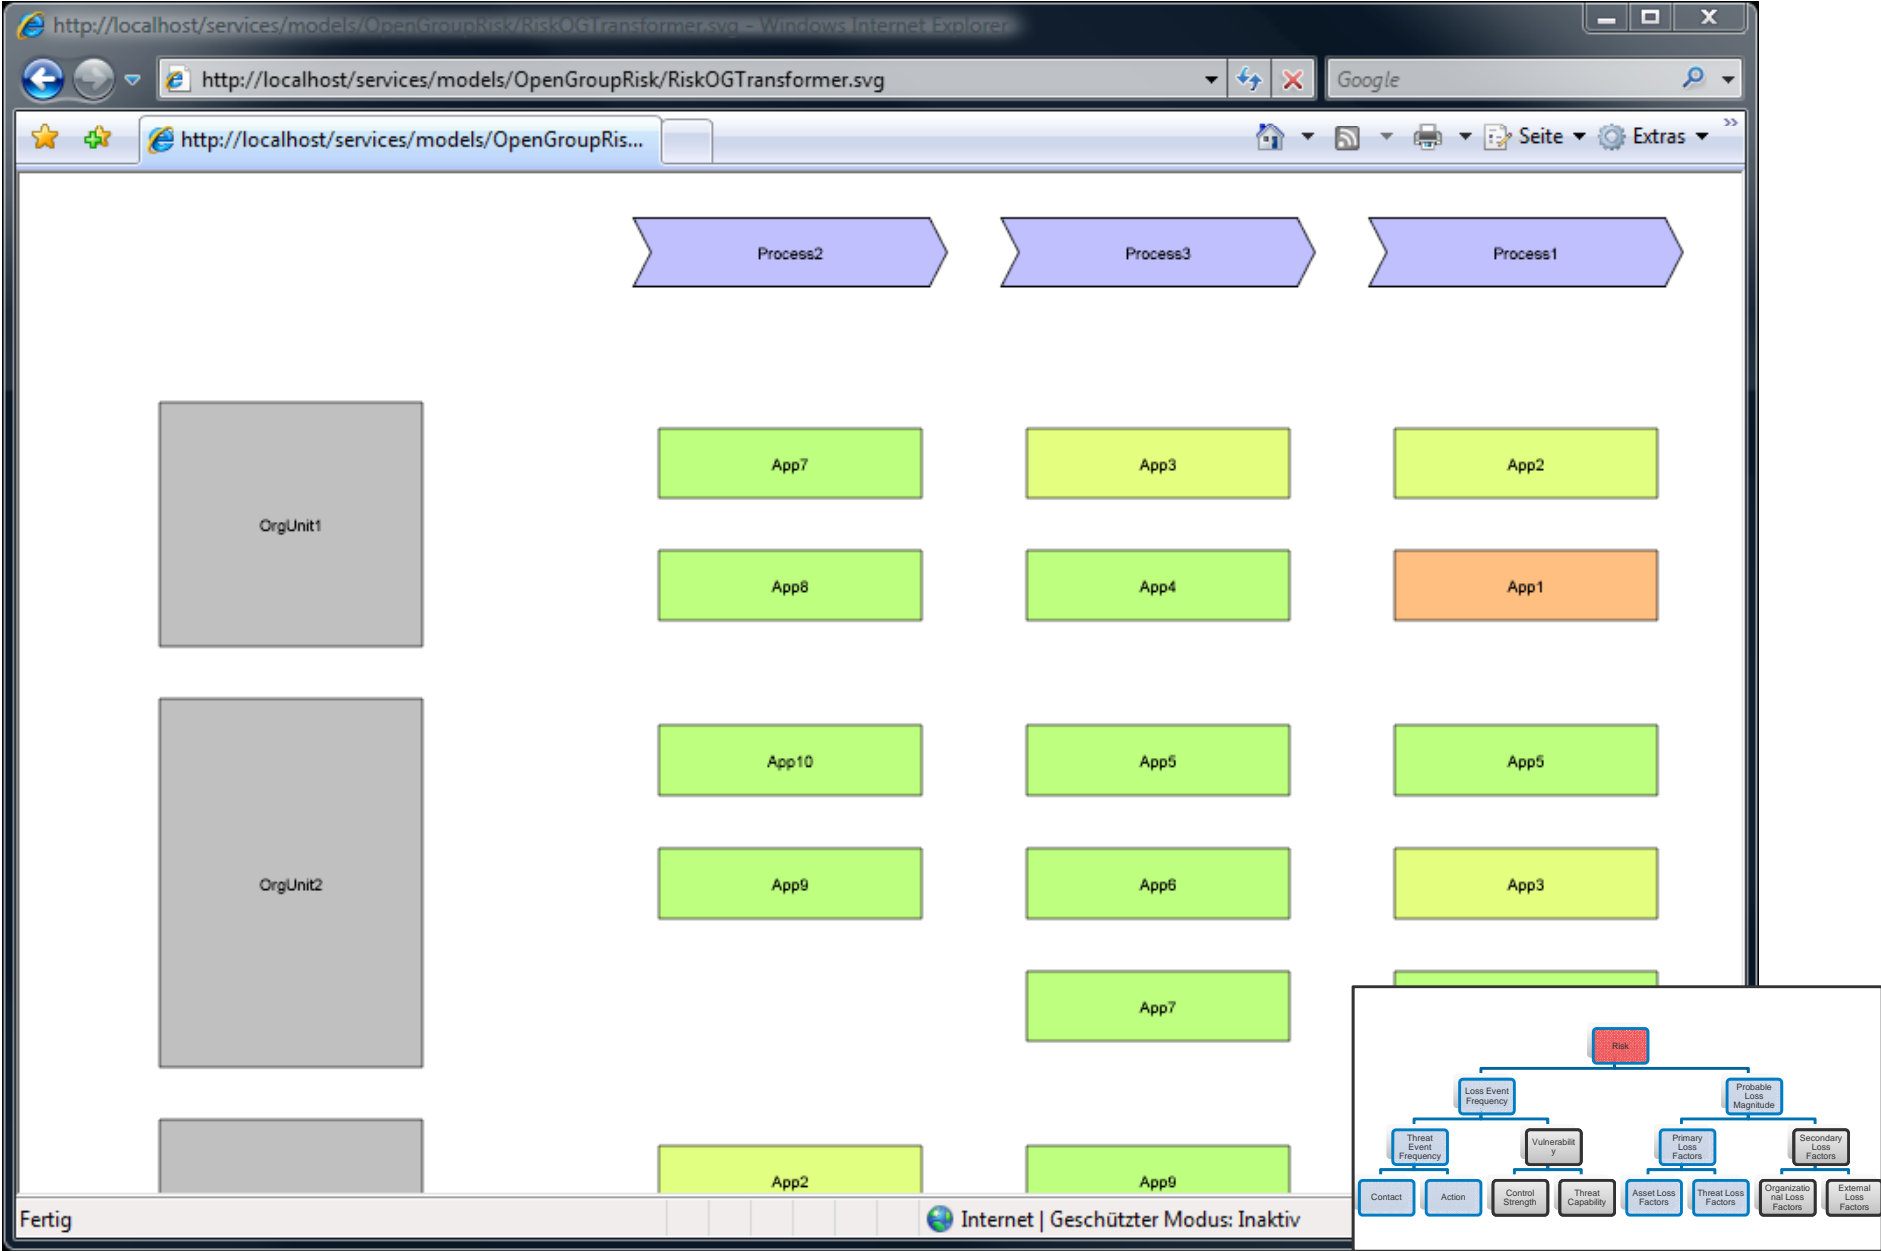 http://localhost/services/models/OpenGroupRisk/RiskOGTransformer.svg - Windows Internet Explorer
http://localhost/services/models/OpenGroupRisk/RiskOGTransformer.svg
Google
http://localhost/services/models/OpenGroupRis...
Seite
Extras
Process2
Process3
Process1
OrgUnit1
App7
App3
App2
App8
App4
App1
OrgUnit2
App10
App5
App5
App9
App6
App3
App7
App2
App9
Risk
Loss Event
Frequency
Probable
Loss
Magnitude
Threat
Event
Frequency
Vulnerabilit
y
Primary
Loss
Factors
Secondary
Loss
Factors
Contact
Action
Control
Strength
Threat
Capability
Asset Loss
Factors
Threat Loss
Factors
Organizatio
nal Loss
Factors
External
Loss
Factors
Fertig
Internet | Geschützter Modus: Inaktiv